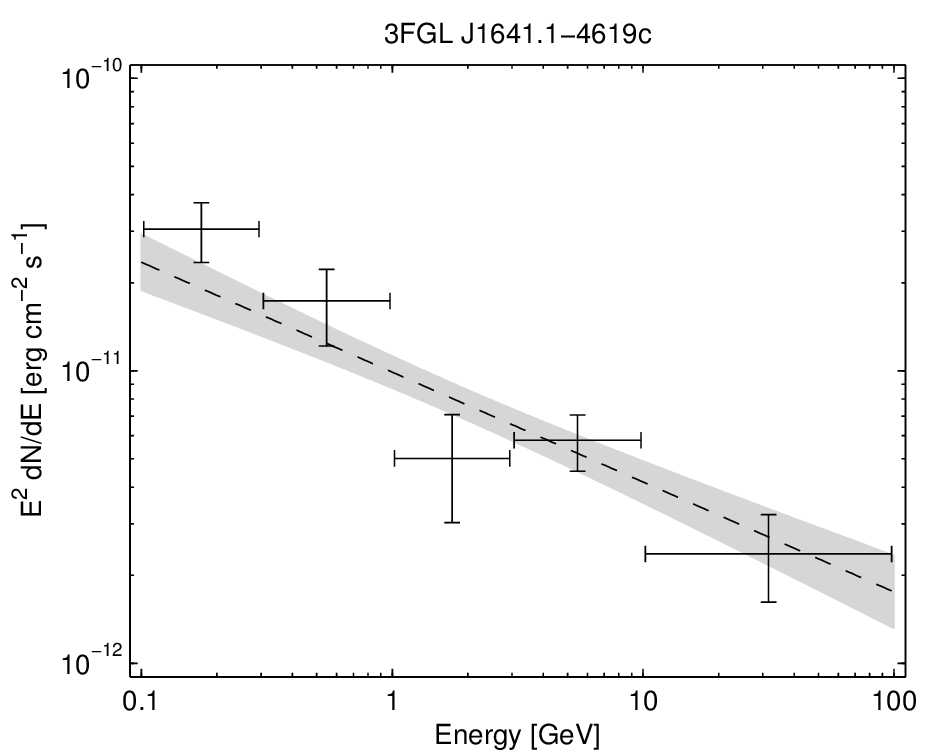 3FGL J1641.1−4619c
10⁻¹⁰
10⁻¹¹
10⁻¹²
E² dN/dE [erg cm⁻² s⁻¹]
0.1 1 10 100
Energy [GeV]